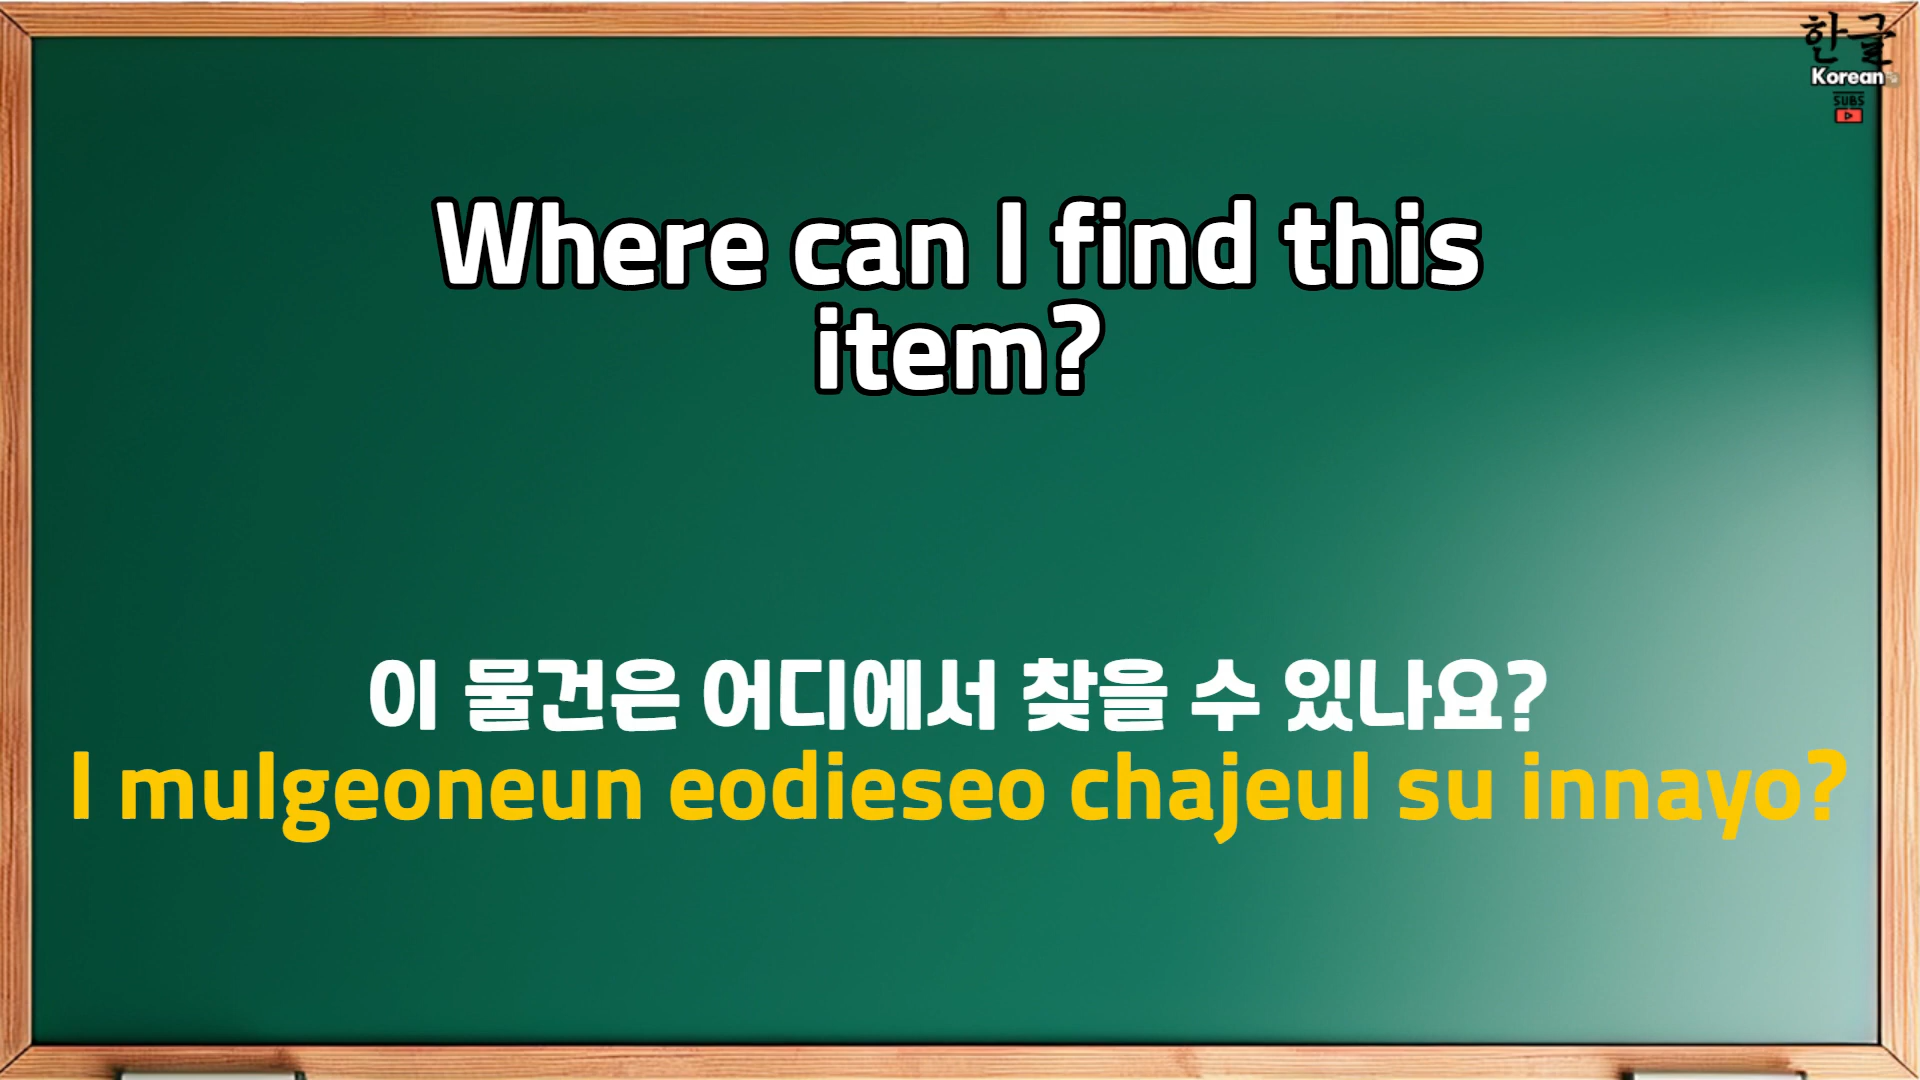 한글
Korean
SUBS
Where can I find this
item?
이 물건은 어디에서 찾을 수 있나요?
I mulgeoneun eodieseo chajeul su innayo?